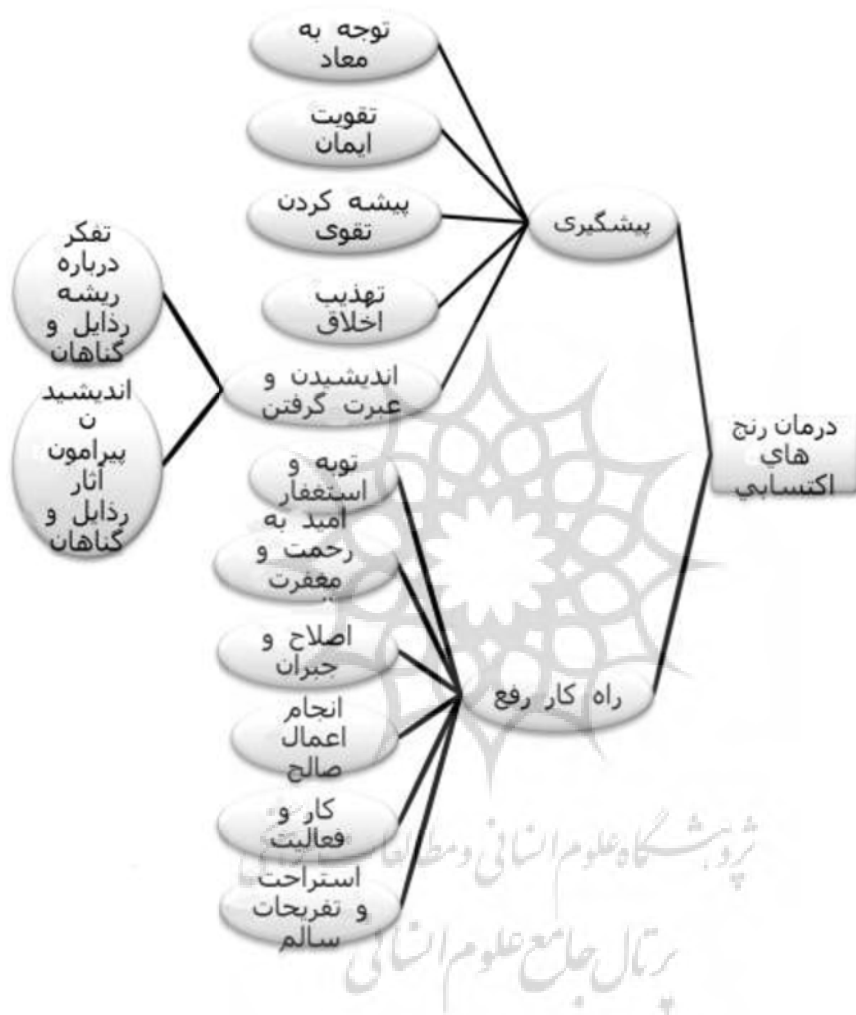 درمان رنج
هاي
اکتسابي
پیشگیری
توجه به
معاد
تقویت
ایمان
پیشه کردن
تقوی
تهذیب
اخلاق
اندیشیدن و
عبرت گرفتن
تفکر
درباره
ریشه
رذایل و
گناهان
اندیشید
ن
پیرامون
آثار
رذایل و
گناهان
راه کار رفع
توبه و
استغفار
امید به
رحمت و
مغفرت
اصلاح و
جبران
انجام
اعمال
صالح
کار و
فعالیت
استراحت
و تفریحات
سالم
پژوهشگاه علوم انسانی و مطالعات فرهنگی
پرتال جامع علوم انسانی